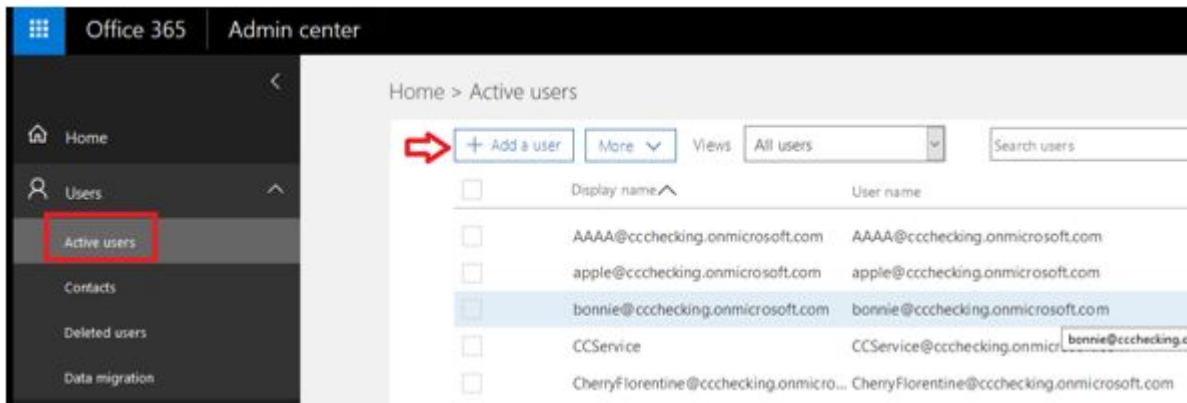 Office 365 Admin center
Home > Active users
Home
+ Add a user More Views All users Search users
Users
Display name User name
Active users
AAAA@ccchecking.onmicrosoft.com AAAA@ccchecking.onmicrosoft.com
apple@ccchecking.onmicrosoft.com apple@ccchecking.onmicrosoft.com
Contacts
bonnie@ccchecking.onmicrosoft.com bonnie@ccchecking.onmicrosoft.com
Deleted users
bonnie@ccchecking.
CCService CCService@ccchecking.onmicr
Data migration
CherryFlorentine@ccchecking.onmicro... CherryFlorentine@ccchecking.onmicrosoft.com